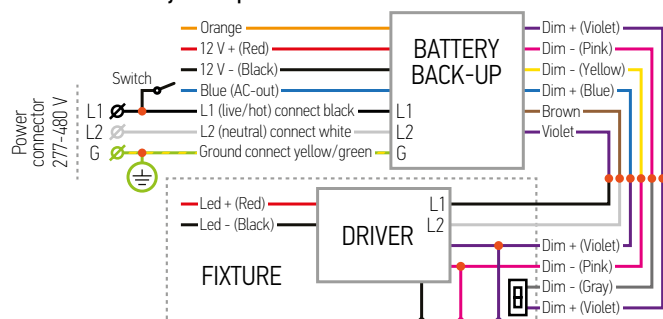 Orange
12 V + (Red)
12 V - (Black)
Switch
Blue (AC-out)
L1
L1 (live/hot) connect black
L2
L2 (neutral) connect white
G
Ground connect yellow/green
Power
connector
277-480 V
BATTERY
BACK-UP
L1
L2
G
Dim + (Violet)
Dim - (Pink)
Dim - (Yellow)
Dim + (Blue)
Brown
Violet
Led + (Red)
Led - (Black)
DRIVER
L1
L2
FIXTURE
Dim + (Violet)
Dim - (Pink)
Dim - (Gray)
Dim + (Violet)